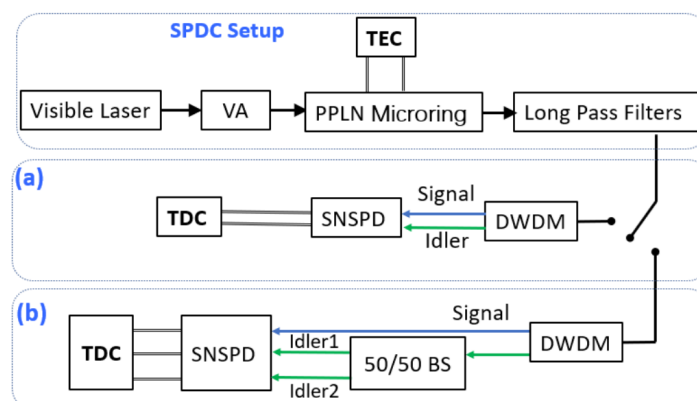 SPDC Setup
TEC
Visible Laser
VA
PPLN Microring
Long Pass Filters
(a)
TDC
SNSPD
Signal
Idler
DWDM
(b)
TDC
SNSPD
Signal
Idler1
Idler2
50/50 BS
DWDM